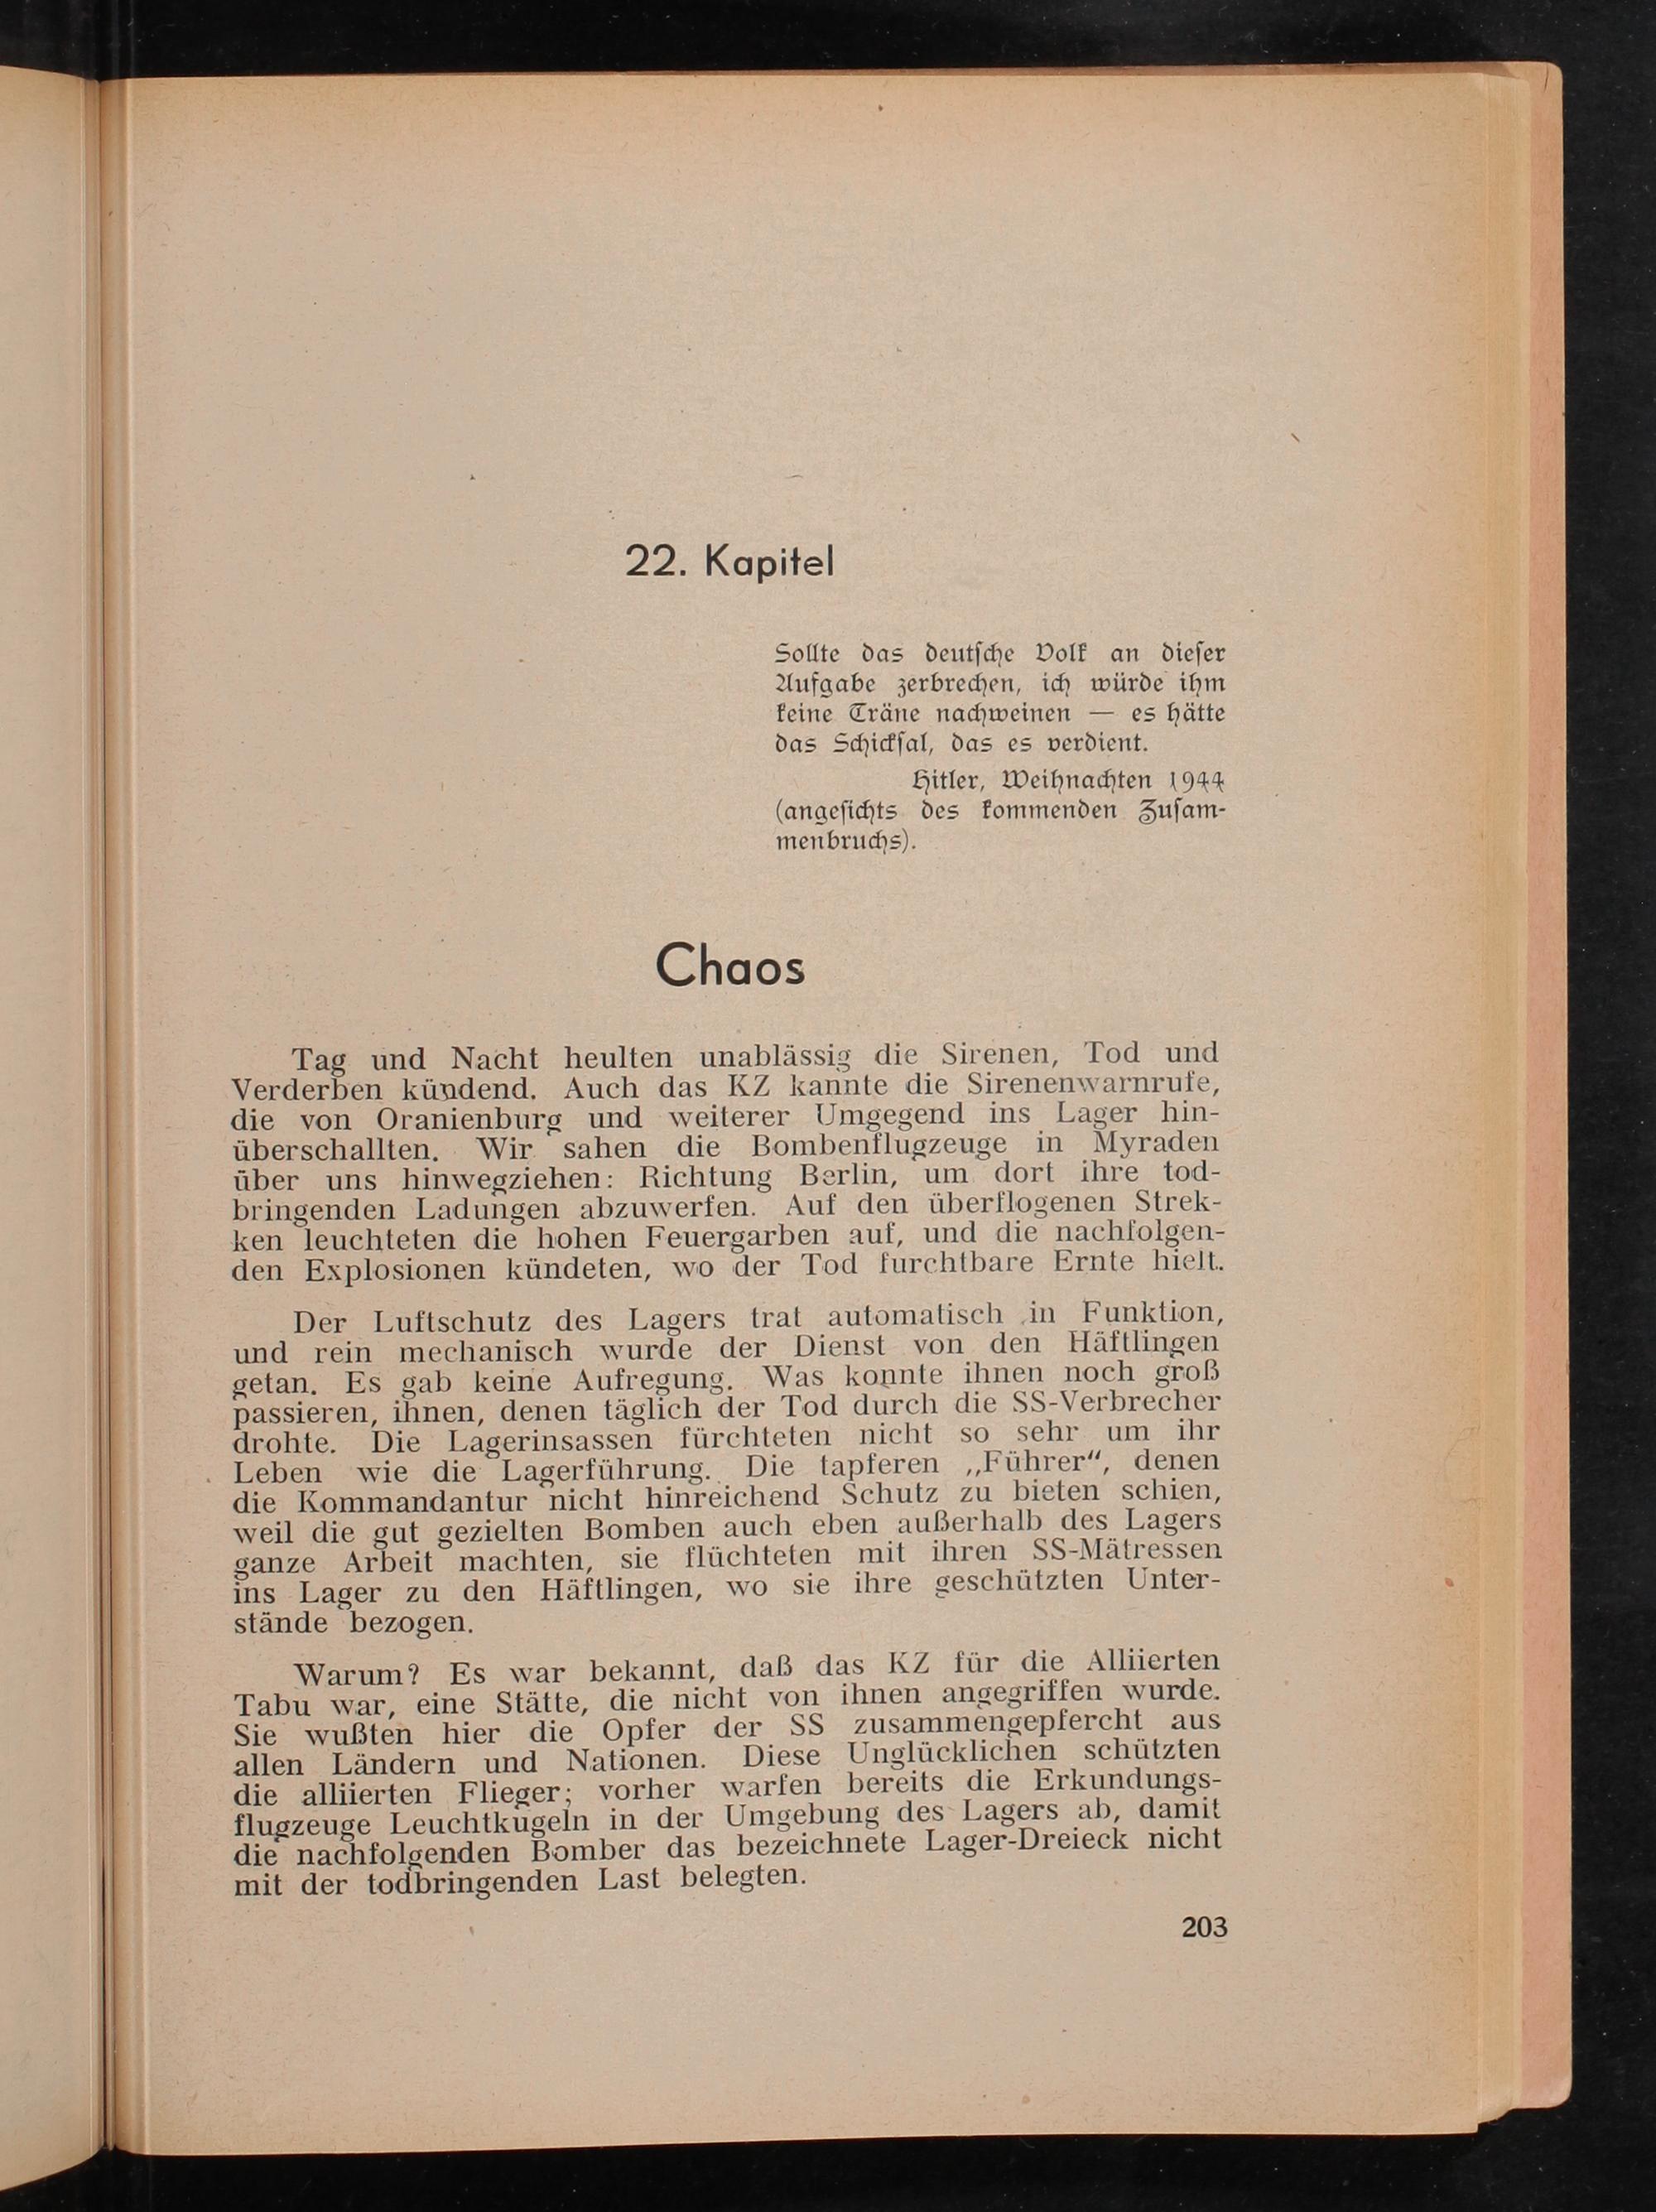 22. Kapitel
Sollte das deutsche Volk an dieser
Aufgabe zerbrechen, ich würde ihm
keine Träne nachweinen — es hätte
das Schicksal, das es verdient.
Hitler, Weihnachten 1944
(angesichts des kommenden Zusam-
menbruchs).
Chaos
Tag und Nacht heulten unablässig die Sirenen, Tod und
Verderben kündend. Auch das KZ kannte die Sirenenwarnrufe,
die von Oranienburg und weiterer Umgegend ins Lager hin-
überschallten. Wir sahen die Bombenflugzeuge in Myraden
über uns hinwegziehen: Richtung Berlin, um dort ihre tod-
bringenden Ladungen abzuwerfen. Auf den überflogenen Strek-
ken leuchteten die hohen Feuergarben auf, und die nachfolgen-
den Explosionen kündeten, wo der Tod furchtbare Ernte hielt.
Der Luftschutz des Lagers trat automatisch in Funktion,
und rein mechanisch wurde der Dienst von den Häftlingen
getan. Es gab keine Aufregung. Was konnte ihnen noch groß
passieren, ihnen, denen täglich der Tod durch die SS-Verbrecher
drohte. Die Lagerinsassen fürchteten nicht so sehr um ihr
Leben wie die Lagerführung. Die tapferen „Führer“, denen
die Kommandantur nicht hinreichend Schutz zu bieten schien,
weil die gut gezielten Bomben auch eben außerhalb des Lagers
ganze Arbeit machten, sie flüchteten mit ihren SS-Mätressen
ins Lager zu den Häftlingen, wo sie ihre geschützten Unter-
stände bezogen.
Warum? Es war bekannt, daß das KZ für die Alliierten
Tabu war, eine Stätte, die nicht von ihnen angegriffen wurde.
Sie wußten hier die Opfer der SS zusammengepfercht aus
allen Ländern und Nationen. Diese Unglücklichen schützten
die alliierten Flieger; vorher warfen bereits die Erkundungs-
flugzeuge Leuchtkugeln in der Umgebung des Lagers ab, damit
die nachfolgenden Bomber das bezeichnete Lager-Dreieck nicht
mit der todbringenden Last belegten.
203